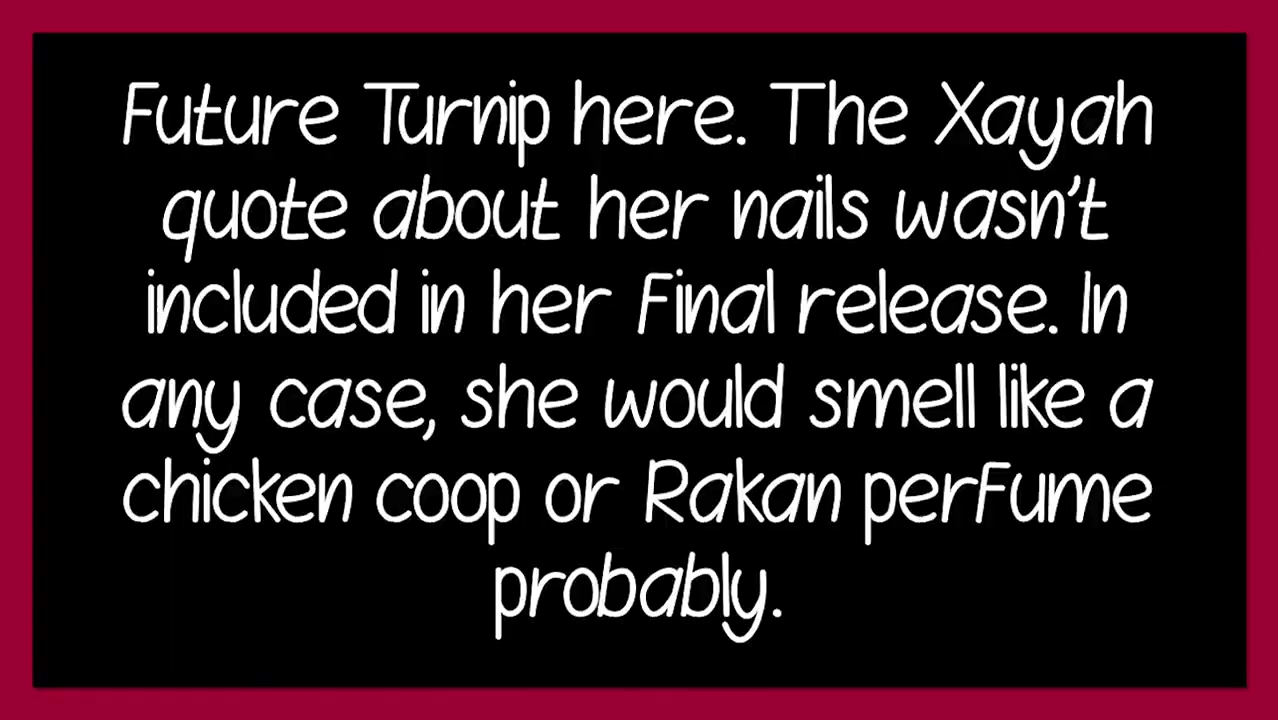 Future Turnip here. The Xayah
quote about her nails wasn't
included in her Final release. In
any case, she would smell like a
chicken coop or Rakan perfume
probably.